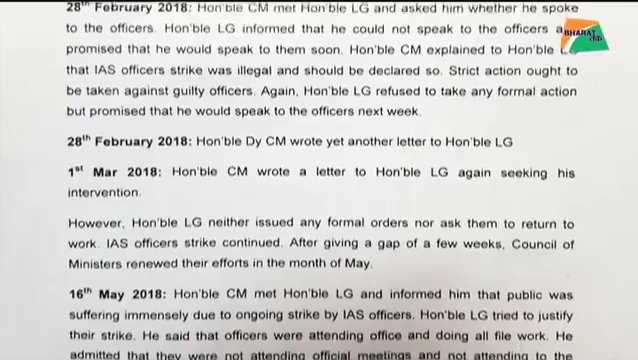 28th February 2018: Hon'ble CM met Hon'ble LG and asked him whether he spoke
to the officers. Hon'ble LG informed that he could not speak to the officers
promised that he would speak to them soon. Hon'ble CM explained to Hon'ble
that IAS officers strike was illegal and should be declared so. Strict action ought to
be taken against guilty officers. Again, Hon'ble LG refused to take any formal action
but promised that he would speak to the officers next week.
28th February 2018: Hon'ble Dy CM wrote yet another letter to Hon'ble LG
1st Mar 2018: Hon'ble CM wrote a letter to Hon'ble LG again seeking his
intervention.
However, Hon'ble LG neither issued any formal orders nor ask them to return to
work. IAS officers strike continued. After giving a gap of a few weeks, Council of
Ministers renewed their efforts in the month of May.
16th May 2018: Hon'ble CM met Hon'ble LG and informed him that public was
suffering immensely due to ongoing strike by IAS officers. Hon'ble LG tried to justify
their strike. He said that officers were attending office and doing all file work. He
admitted that they were not attending official meetings and not attending to the
BHARAT
तक